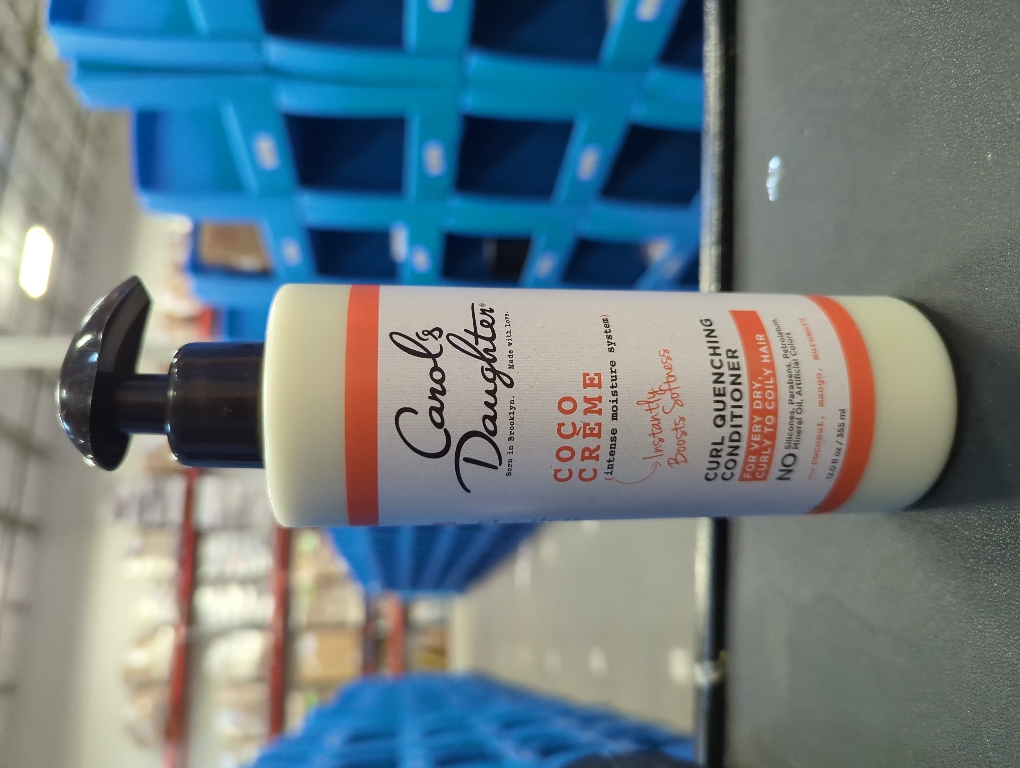 Carol's
Daughter®
Born in Brooklyn. Made with Love.
COCO
CRÈME
(intense moisture system)
Instantly
Boosts Softness
CURL QUENCHING
CONDITIONER
FOR VERY DRY,
CURLY TO COILY HAIR
NO Silicones, Parabens, Petrolatum
Mineral Oil, Artificial Colors
coconut, mango, murumuru
12.0 fl oz / 355 ml